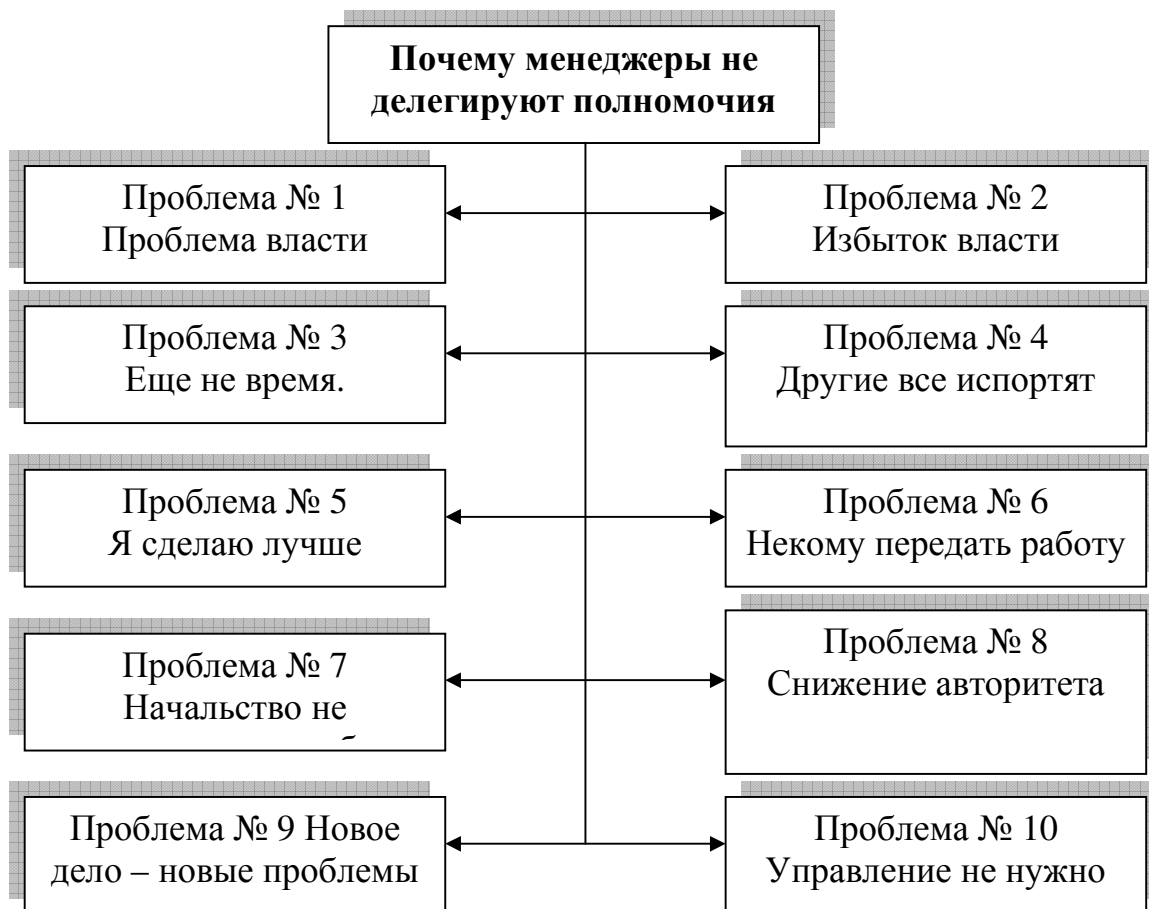 Почему менеджеры не
делегируют полномочия
Проблема № 1
Проблема власти
Проблема № 2
Избыток власти
Проблема № 3
Еще не время.
Проблема № 4
Другие все испортят
Проблема № 5
Я сделаю лучше
Проблема № 6
Некому передать работу
Проблема № 7
Начальство не
Проблема № 8
Снижение авторитета
Проблема № 9 Новое
дело – новые проблемы
Проблема № 10
Управление не нужно